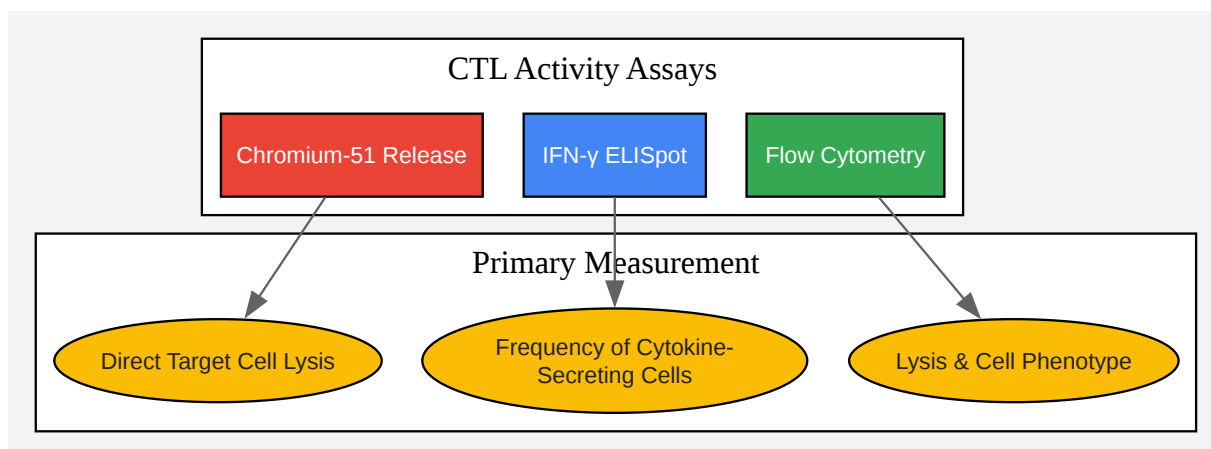 CTL Activity Assays
Chromium-51 Release
IFN-γ ELISpot
Flow Cytometry
Primary Measurement
Direct Target Cell Lysis
Frequency of Cytokine-
Secreting Cells
Lysis & Cell Phenotype